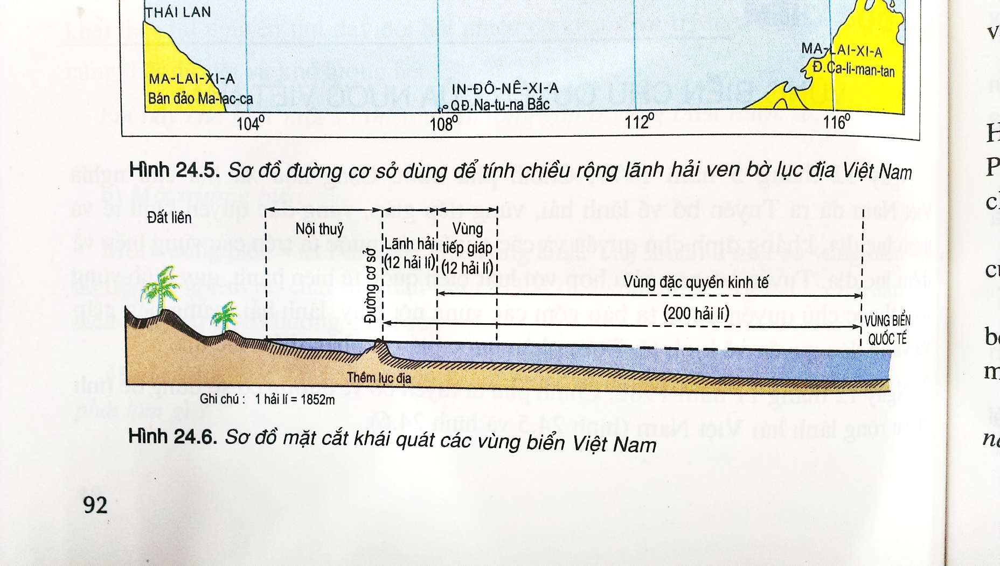 THÁI LAN
MA-LAI-XI-A
Bán đảo Ma-lạc-ca
IN-ĐÔ-NÊ-XI-A
QĐ.Na-tu-na Bắc
MA-LAI-XI-A
Đ.Ca-li-man-tan
104⁰
108⁰
112⁰
116⁰
Hình 24.5. Sơ đồ đường cơ sở dùng để tính chiều rộng lãnh hải ven bờ lục địa Việt Nam
Đất liền
Nội thuỷ
Đường cơ sở
Lãnh hải
(12 hải lí)
Vùng
tiếp giáp
(12 hải lí)
Vùng đặc quyền kinh tế
(200 hải lí)
VÙNG BIỂN
QUỐC TẾ
Thềm lục địa
Ghi chú : 1 hải lí = 1852m
Hình 24.6. Sơ đồ mặt cắt khái quát các vùng biển Việt Nam
92